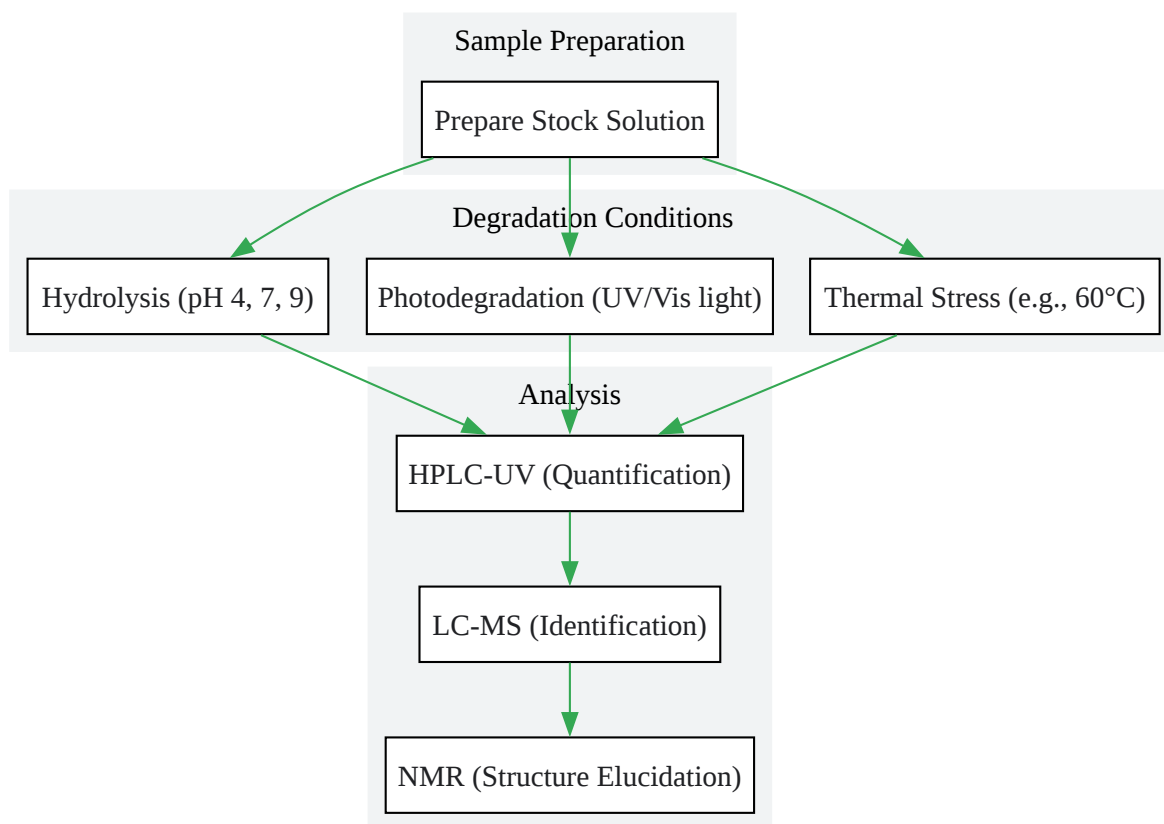 Sample Preparation
Prepare Stock Solution
Degradation Conditions
Hydrolysis (pH 4, 7, 9)
Photodegradation (UV/Vis light)
Thermal Stress (e.g., 60°C)
Analysis
HPLC-UV (Quantification)
LC-MS (Identification)
NMR (Structure Elucidation)